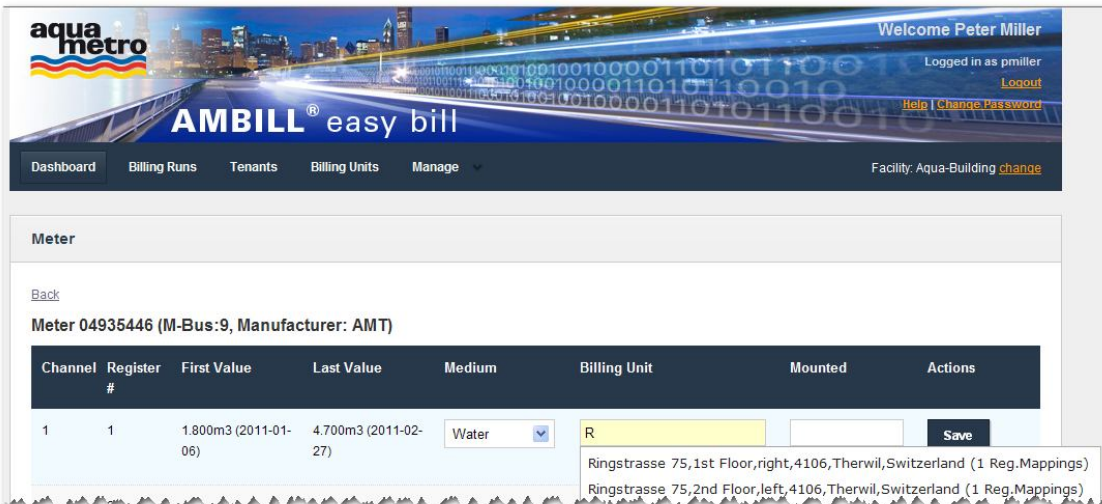 aqua
metro
Welcome Peter Miller
Logged in as pmiller
Logout
Help | Change Password
AMBILL® easy bill
Dashboard Billing Runs Tenants Billing Units Manage Facility: Aqua-Building change
Meter
Back
Meter 04935446 (M-Bus:9, Manufacturer: AMT)
Channel Register # First Value Last Value Medium Billing Unit Mounted Actions
1 1 1.800m3 (2011-01-06) 4.700m3 (2011-02-27) Water R Save
Ringstrasse 75,1st Floor,right,4106,Therwil,Switzerland (1 Reg.Mappings)
Ringstrasse 75,2nd Floor,left,4106,Therwil,Switzerland (1 Reg.Mappings)